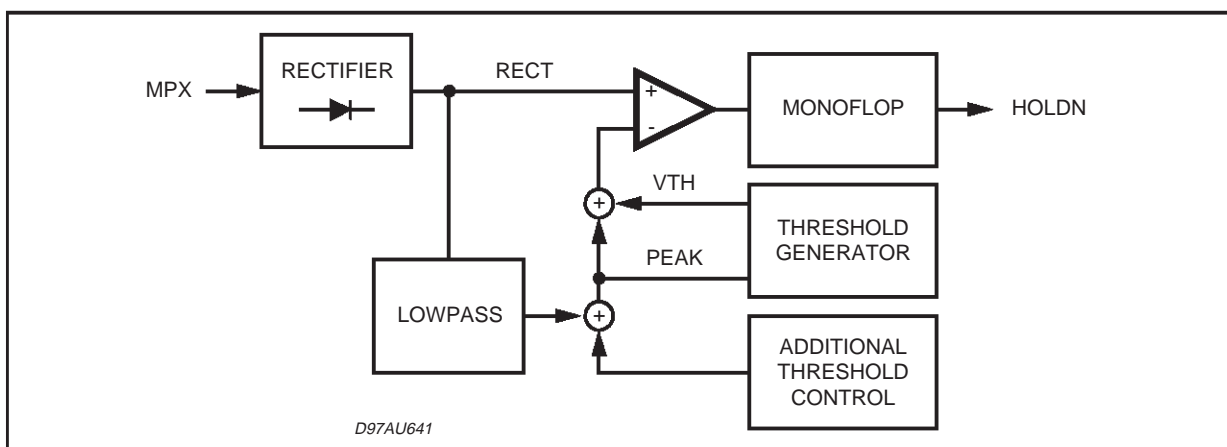 MPX
RECTIFIER
RECT
+
-
MONOFLOP
HOLDN
VTH
+
THRESHOLD
GENERATOR
PEAK
LOWPASS
+
ADDITIONAL
THRESHOLD
CONTROL
D97AU641